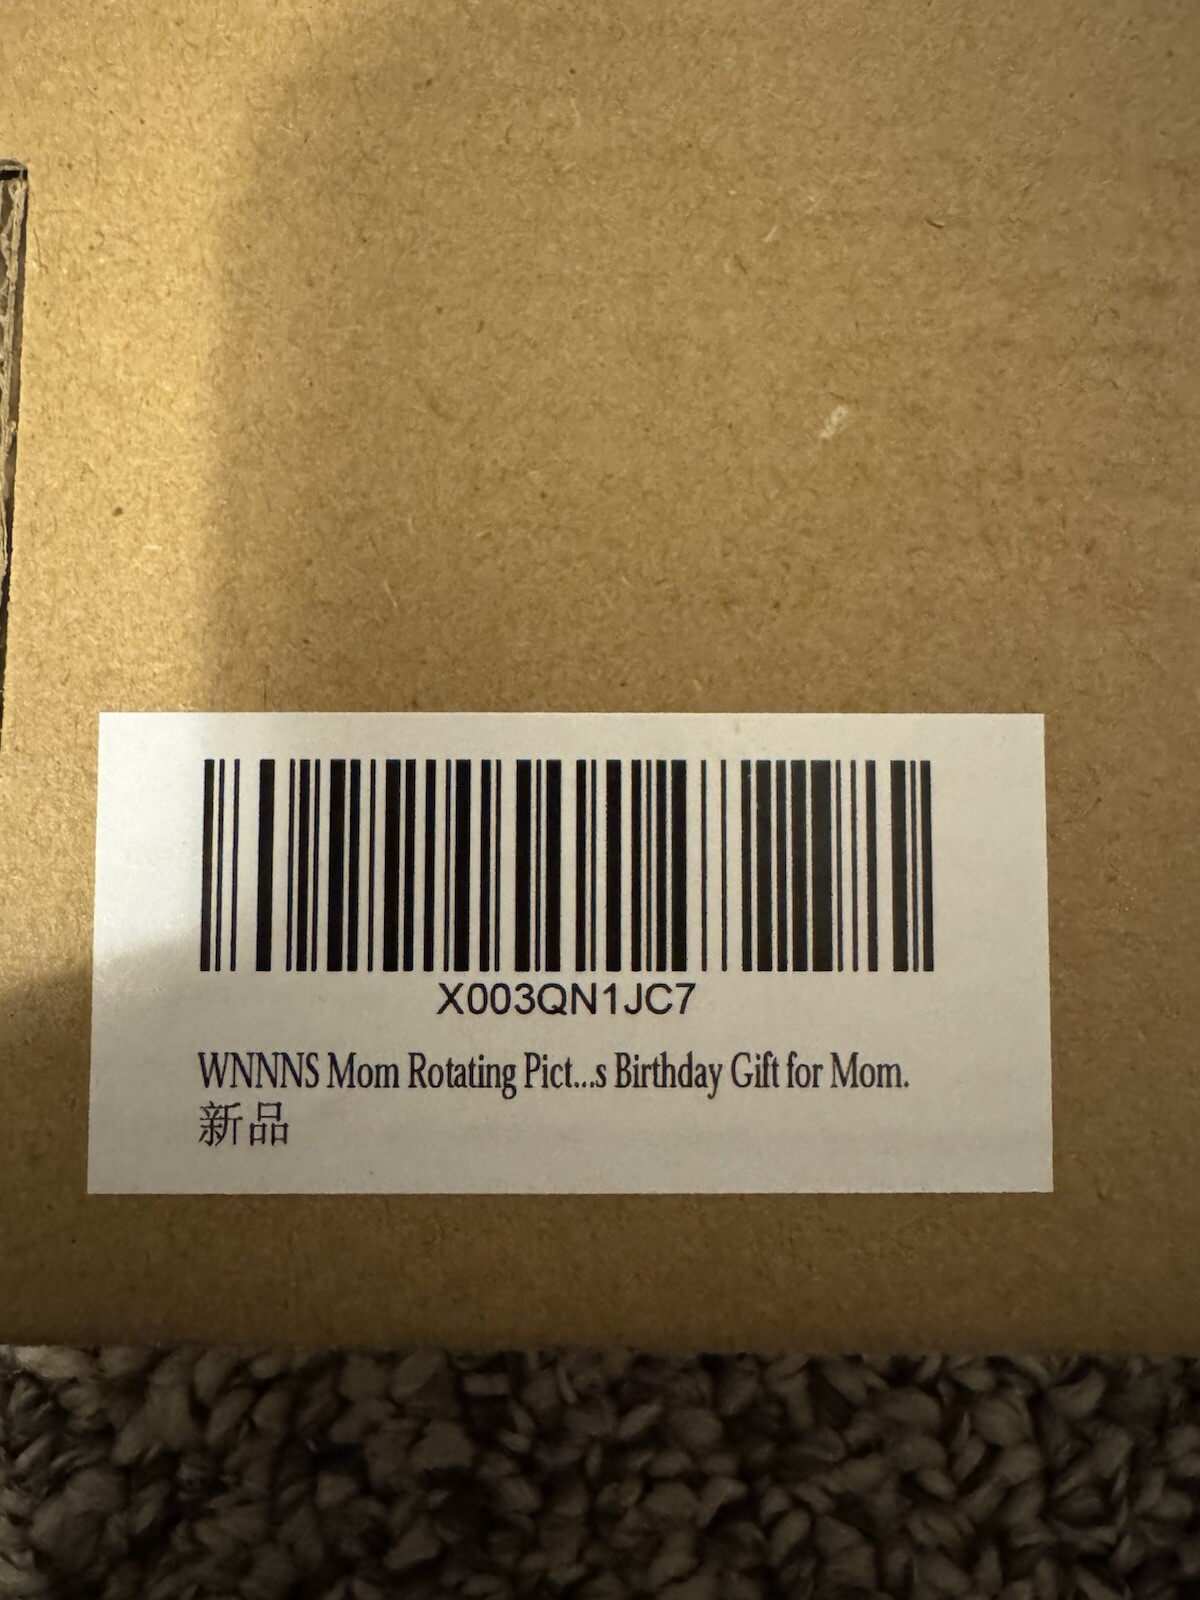 X003QN1JC7
WNNNS Mom Rotating Pict...s Birthday Gift for Mom.
新品